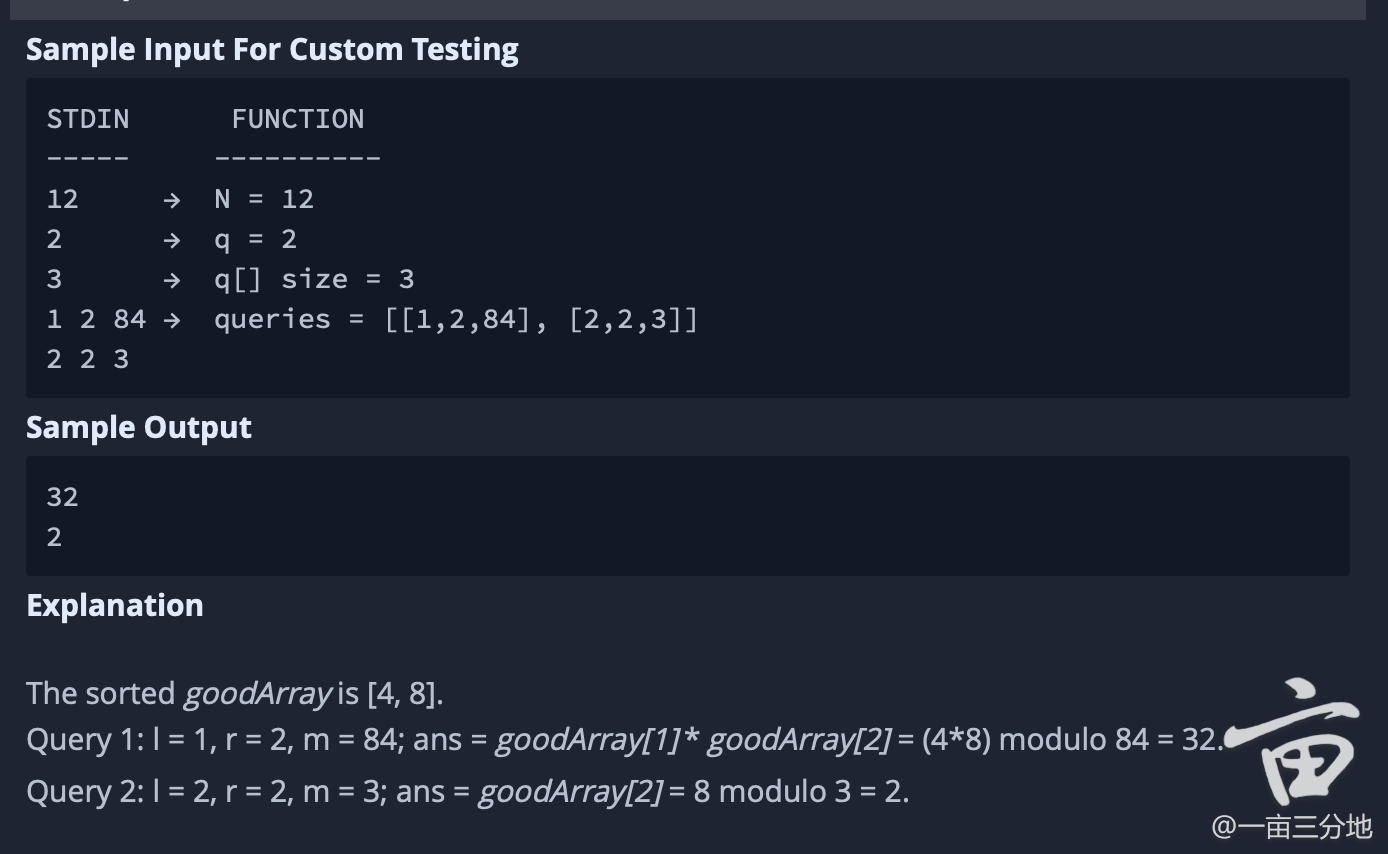 Sample Input For Custom Testing
STDIN FUNCTION
----- ----------
12 → N = 12
2 → q = 2
3 → q[] size = 3
1 2 84 → queries = [[1,2,84], [2,2,3]]
2 2 3
Sample Output
32
2
Explanation
The sorted goodArray is [4, 8].
Query 1: l = 1, r = 2, m = 84; ans = goodArray[1] * goodArray[2] = (4*8) modulo 84 = 32.
Query 2: l = 2, r = 2, m = 3; ans = goodArray[2] = 8 modulo 3 = 2.
亩
@一亩三分地